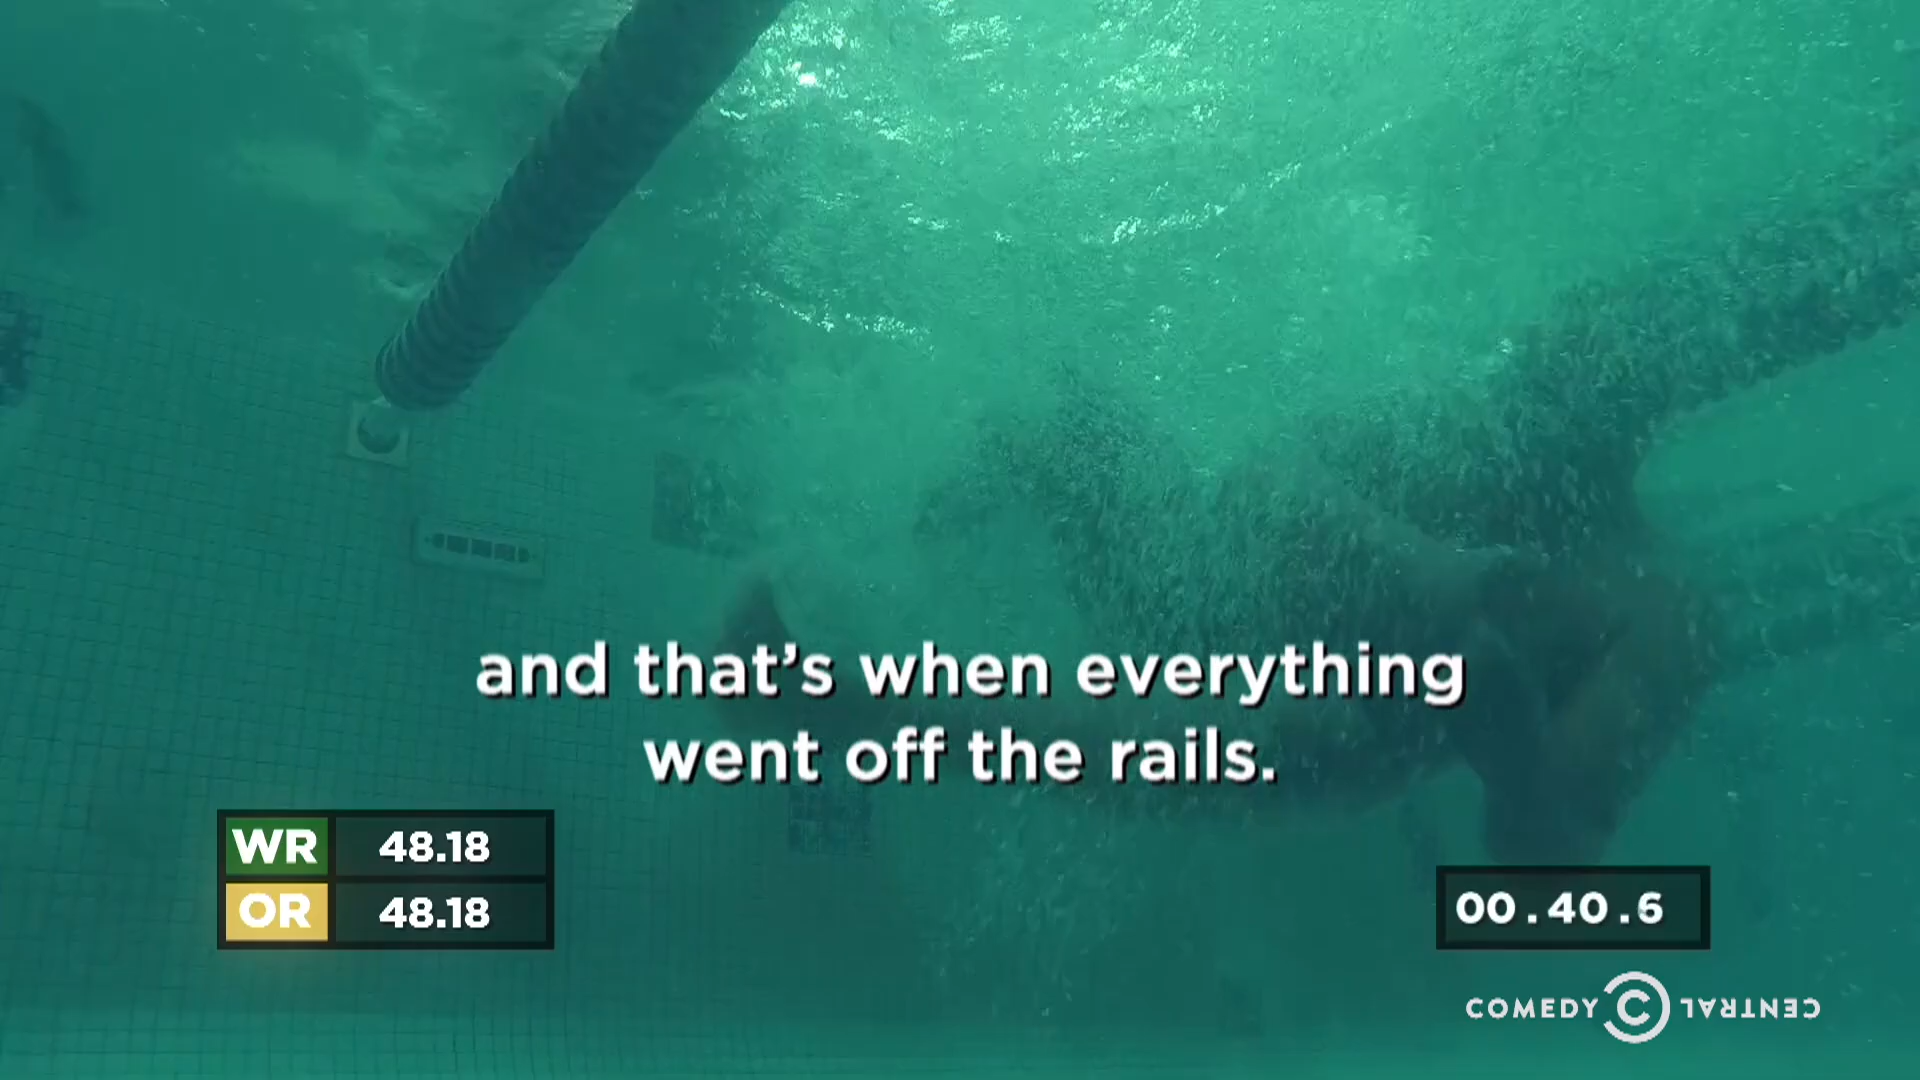 and that's when everything
went off the rails.
WR 48.18
OR 48.18
00.40.6
COMEDY C CENTRAL